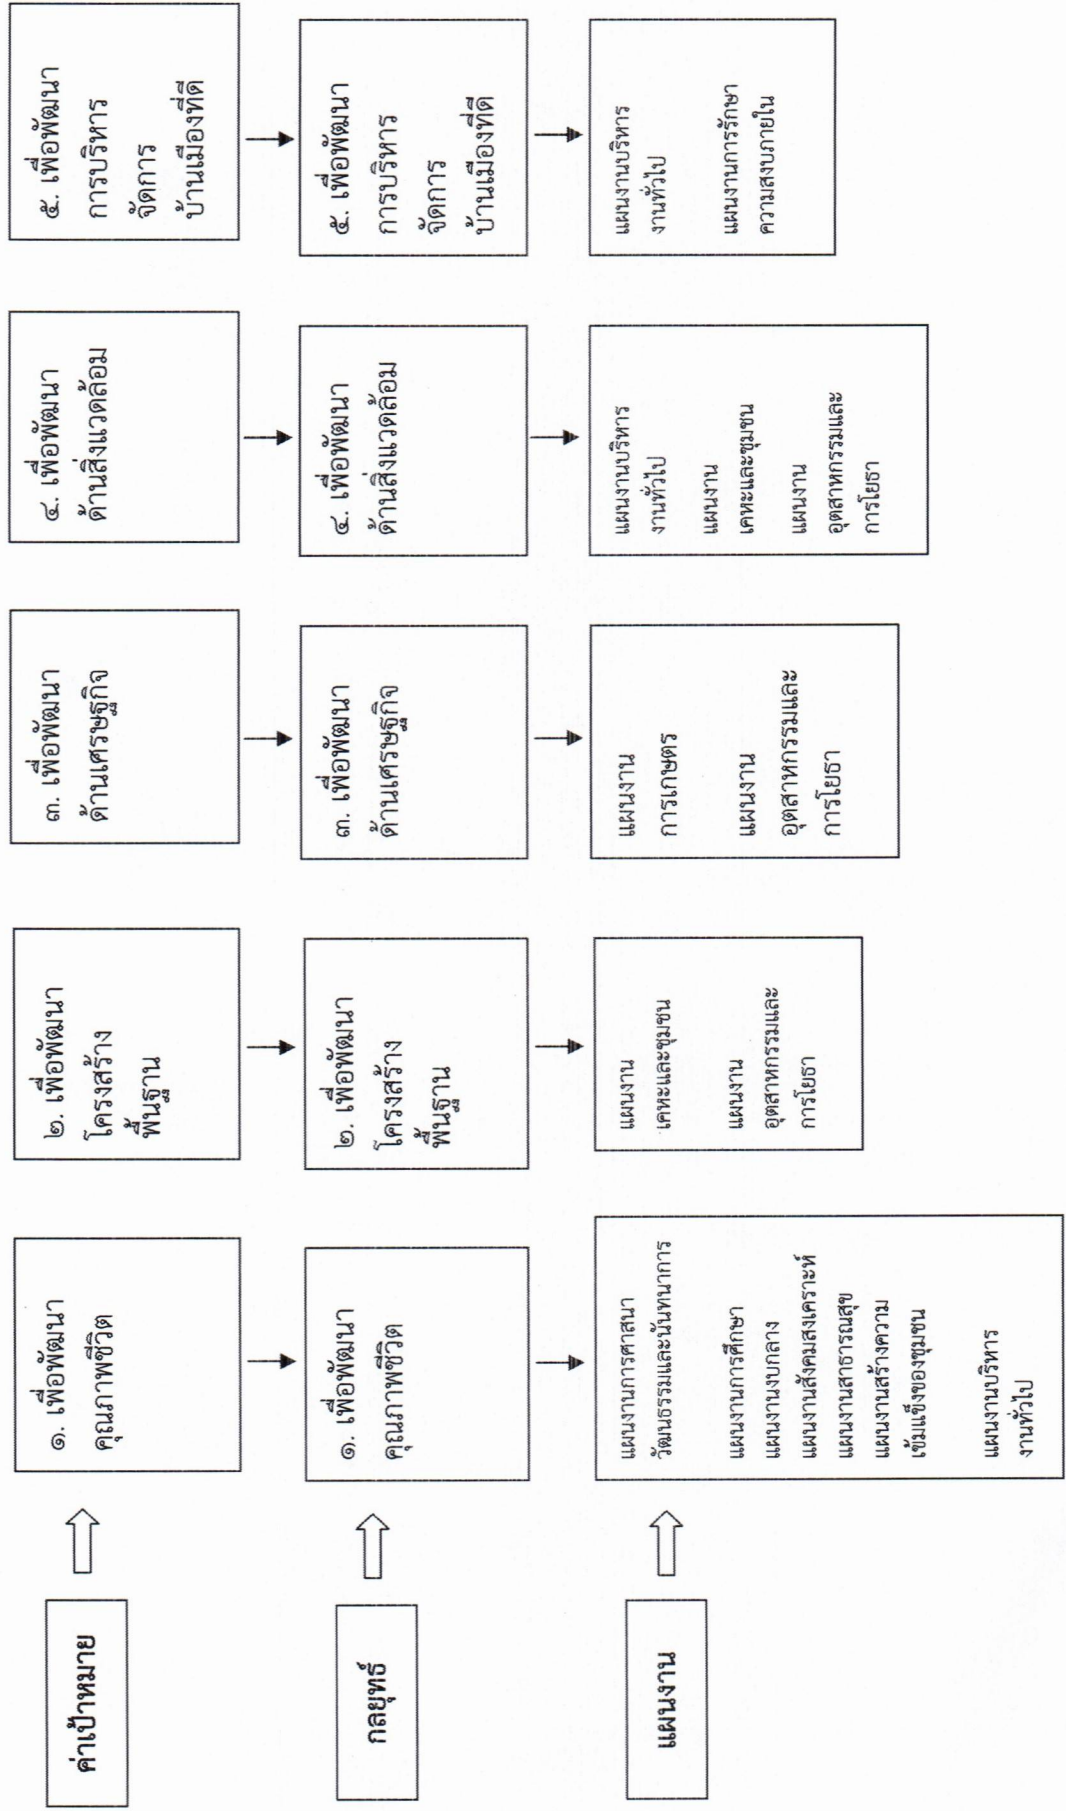 ค่าเป้าหมาย
๑. เพื่อพัฒนา
คุณภาพชีวิต
๒. เพื่อพัฒนา
โครงสร้าง
พื้นฐาน
๓. เพื่อพัฒนา
ด้านเศรษฐกิจ
๔. เพื่อพัฒนา
ด้านสิ่งแวดล้อม
๕. เพื่อพัฒนา
การบริหาร
จัดการ
บ้านเมืองที่ดี
กลยุทธ์
๑. เพื่อพัฒนา
คุณภาพชีวิต
๒. เพื่อพัฒนา
โครงสร้าง
พื้นฐาน
๓. เพื่อพัฒนา
ด้านเศรษฐกิจ
๔. เพื่อพัฒนา
ด้านสิ่งแวดล้อม
๕. เพื่อพัฒนา
การบริหาร
จัดการ
บ้านเมืองที่ดี
แผนงาน
แผนงานการศาสนา
วัฒนธรรมและนันทนาการ
แผนงานการศึกษา
แผนงานงบกลาง
แผนงานสังคมสงเคราะห์
แผนงานสาธารณสุข
แผนงานสร้างความ
เข้มแข็งของชุมชน
แผนงานบริหาร
งานทั่วไป
แผนงาน
เคหะและชุมชน
แผนงาน
อุตสาหกรรมและ
การโยธา
แผนงาน
การเกษตร
แผนงาน
อุตสาหกรรมและ
การโยธา
แผนงานบริหาร
งานทั่วไป
แผนงาน
เคหะและชุมชน
แผนงาน
อุตสาหกรรมและ
การโยธา
แผนงานบริหาร
งานทั่วไป
แผนงานการรักษา
ความสงบภายใน